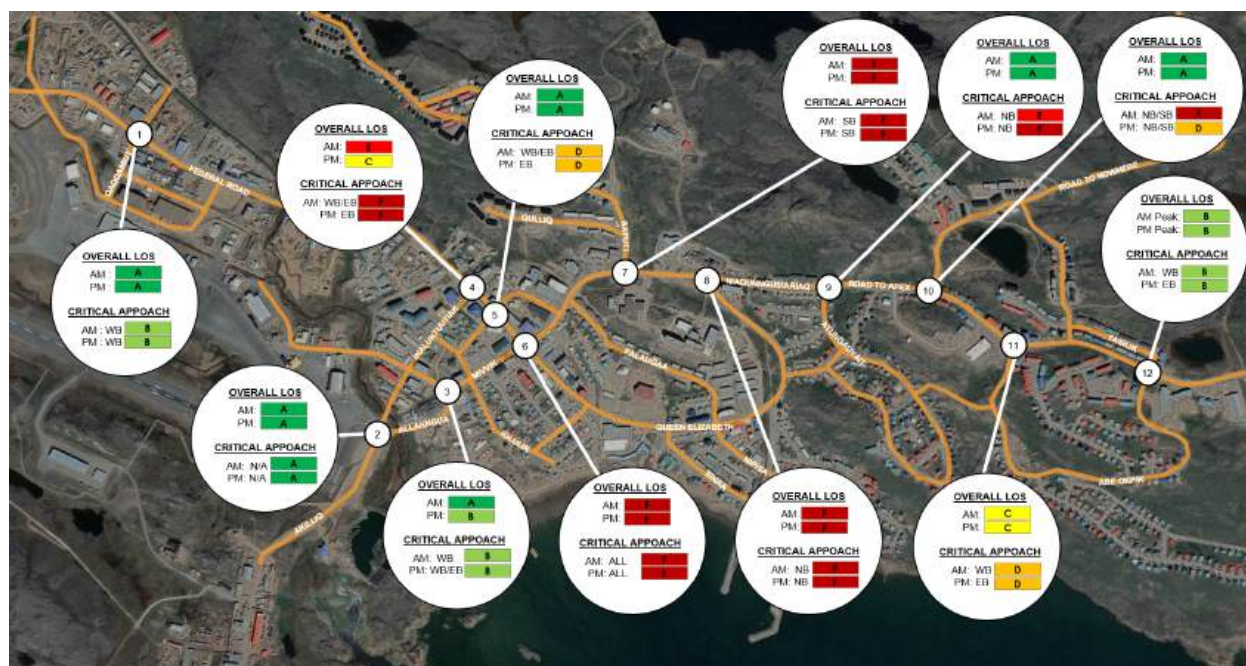 1
OVERALL LOS
AM : A
PM : A
CRITICAL APPOACH
AM : WB B
PM : WB B
2
OVERALL LOS
AM: A
PM: A
CRITICAL APPOACH
AM: N/A A
PM: N/A A
3
OVERALL LOS
AM: A
PM: B
CRITICAL APPOACH
AM: WB B
PM: WB/EB B
4
OVERALL LOS
AM: E
PM: C
CRITICAL APPOACH
AM: WB/EB F
PM: EB F
5
OVERALL LOS
AM: A
PM: A
CRITICAL APPOACH
AM: WB/EB D
PM: EB D
6
OVERALL LOS
AM: F
PM: F
CRITICAL APPOACH
AM: ALL F
PM: ALL F
7
OVERALL LOS
AM: F
PM: F
CRITICAL APPOACH
AM: SB F
PM: SB F
8
OVERALL LOS
AM: F
PM: F
CRITICAL APPOACH
AM: NB F
PM: NB F
9
OVERALL LOS
AM: A
PM: A
CRITICAL APPOACH
AM: NB E
PM: NB F
10
OVERALL LOS
AM: A
PM: A
CRITICAL APPOACH
AM: NB/SB F
PM: NB/SB D
11
OVERALL LOS
AM: C
PM: C
CRITICAL APPOACH
AM: WB D
PM: EB D
12
OVERALL LOS
AM Peak: B
PM Peak: B
CRITICAL APPOACH
AM: WB B
PM: EB B
FEDERAL ROAD
QULLIQ
NIAQUNNGUSIARIAQ
ROAD TO APEX
ROAD TO NOWHERE
PALAUGAA
QUEEN ELIZABETH
ABE OKPIK